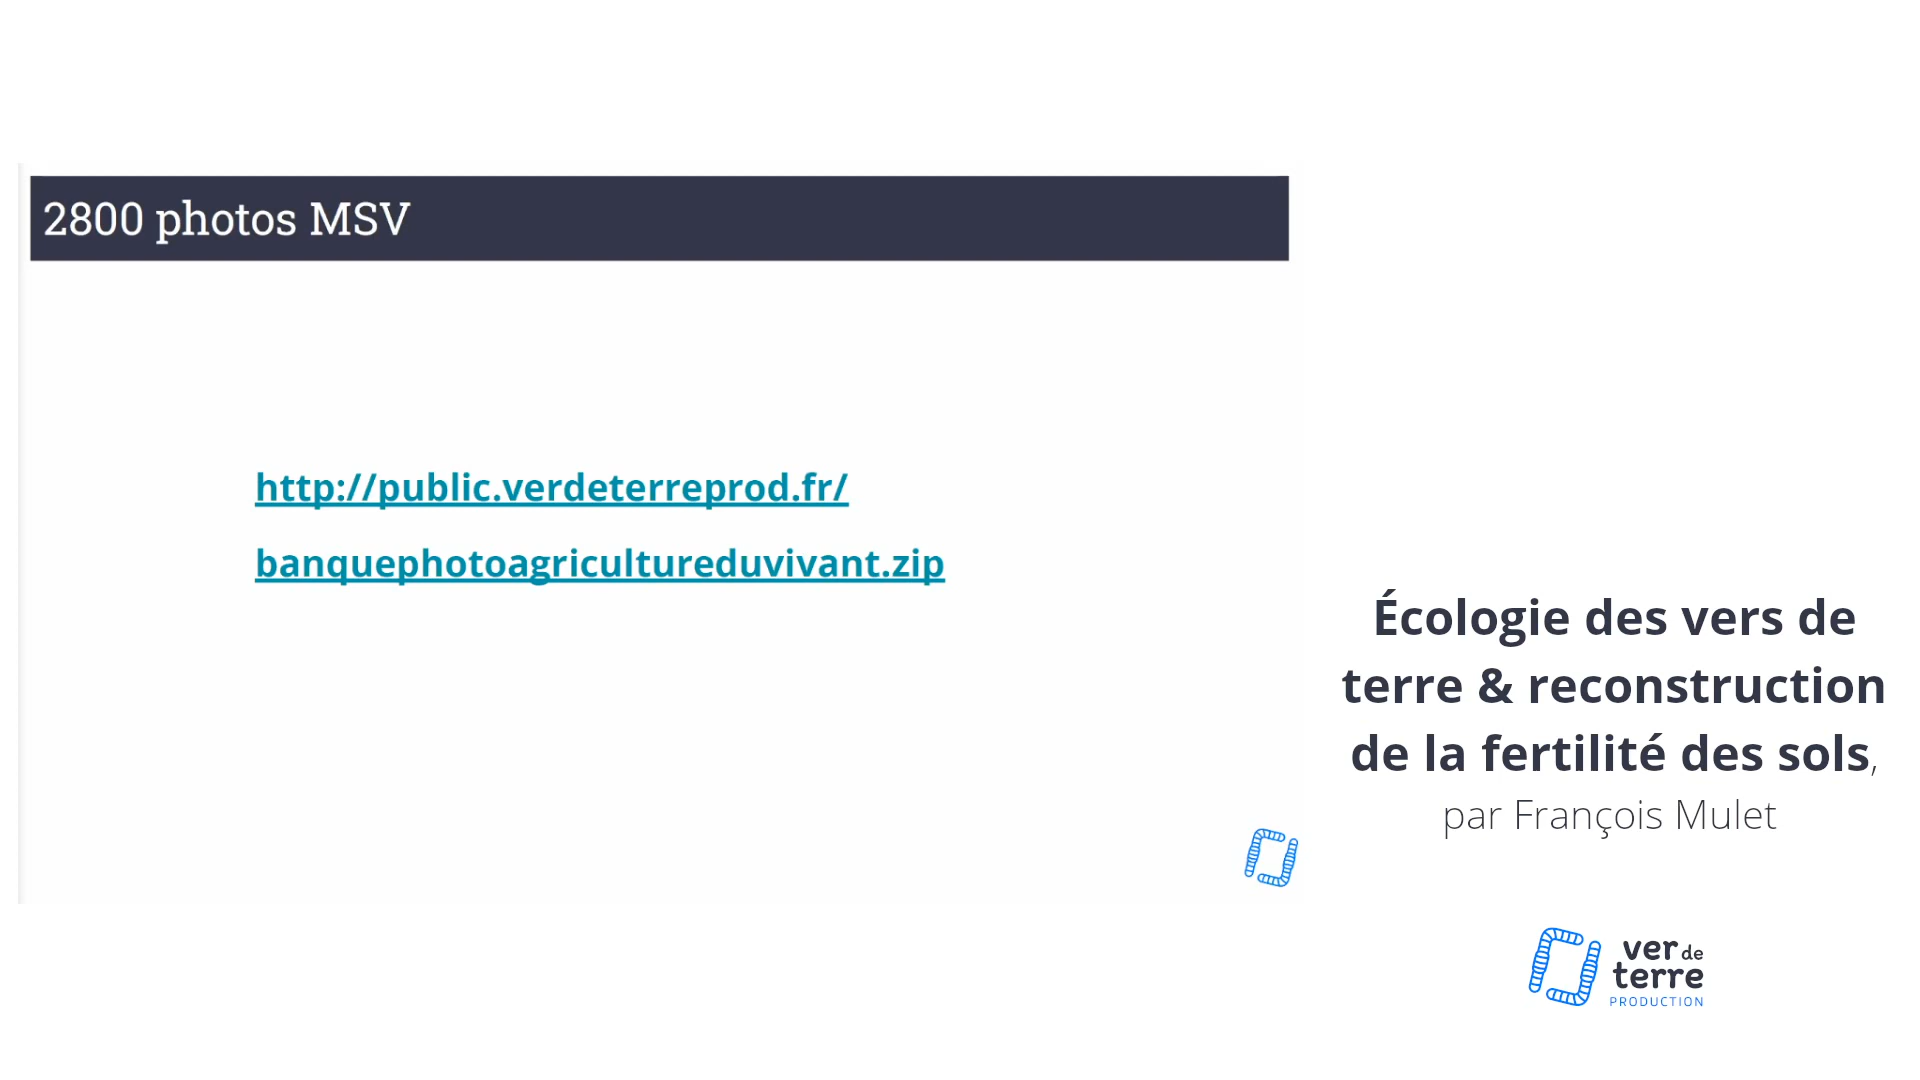 2800 photos MSV
http://public.verdeterreprod.fr/
banquephotoagricultureduvivant.zip
Écologie des vers de
terre & reconstruction
de la fertilité des sols,
par François Mulet
ver de
terre
PRODUCTION